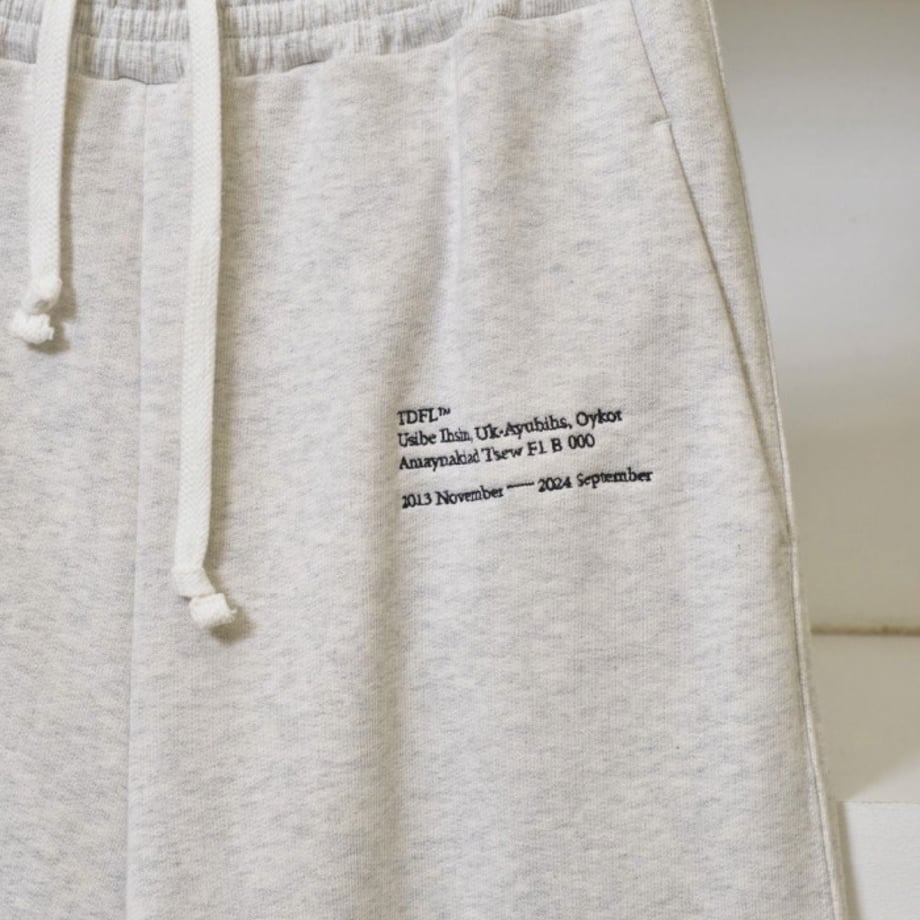 TDFL™
Usibe Ihsin, Uk-Ayubihs, Oykot
Amaynakiad Tsew F1 B 000
2013 November — 2024 September